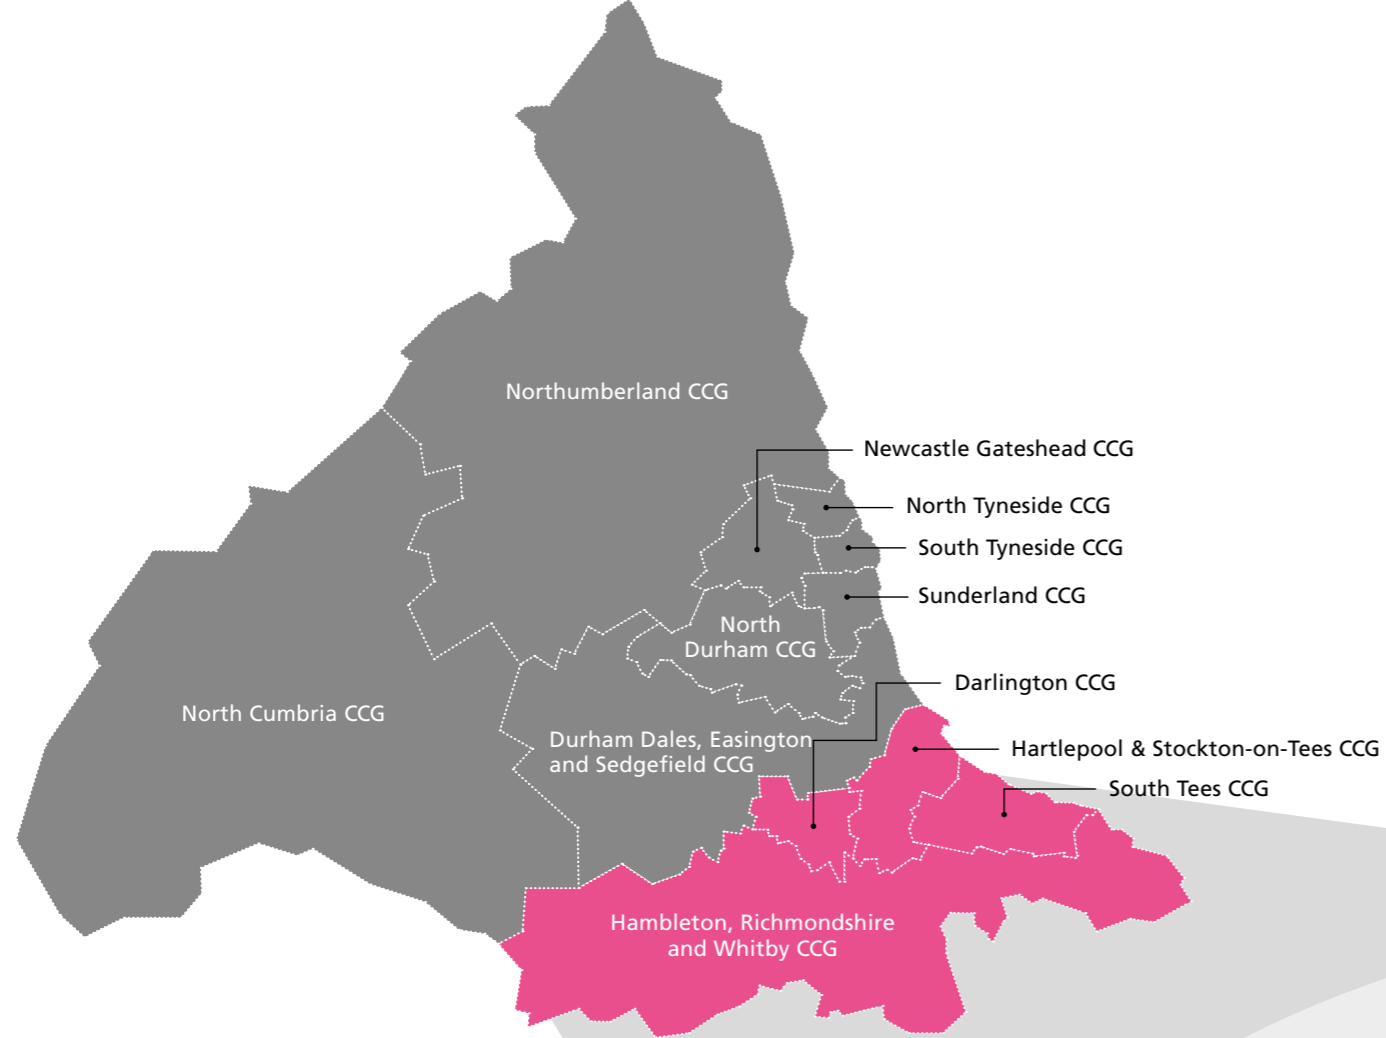 Northumberland CCG
Newcastle Gateshead CCG
North Tyneside CCG
South Tyneside CCG
Sunderland CCG
North
Durham CCG
Darlington CCG
North Cumbria CCG
Durham Dales, Easington
and Sedgefield CCG
Hartlepool & Stockton-on-Tees CCG
South Tees CCG
Hambleton, Richmondshire
and Whitby CCG